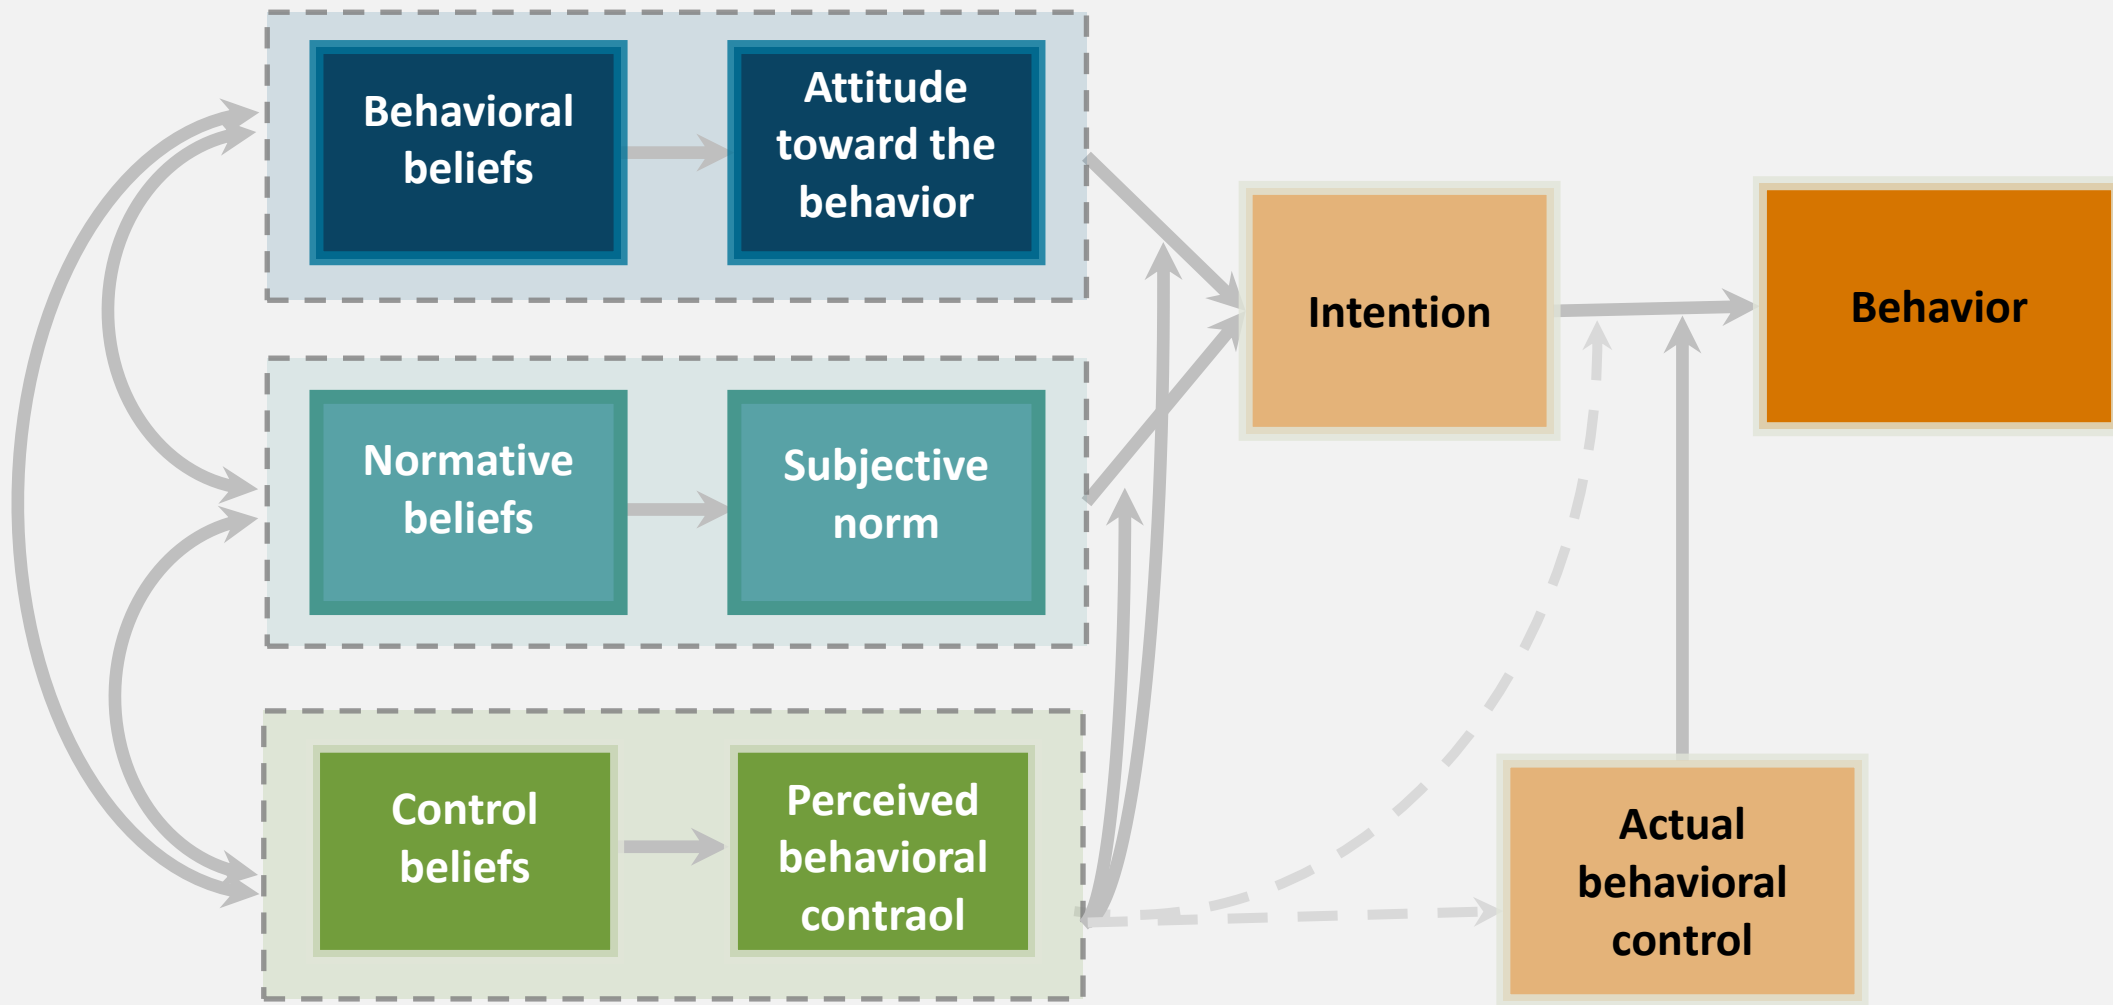 Behavioral
beliefs
Attitude
toward the
behavior
Intention
Behavior
Normative
beliefs
Subjective
norm
Control
beliefs
Perceived
behavioral
contraol
Actual
behavioral
control